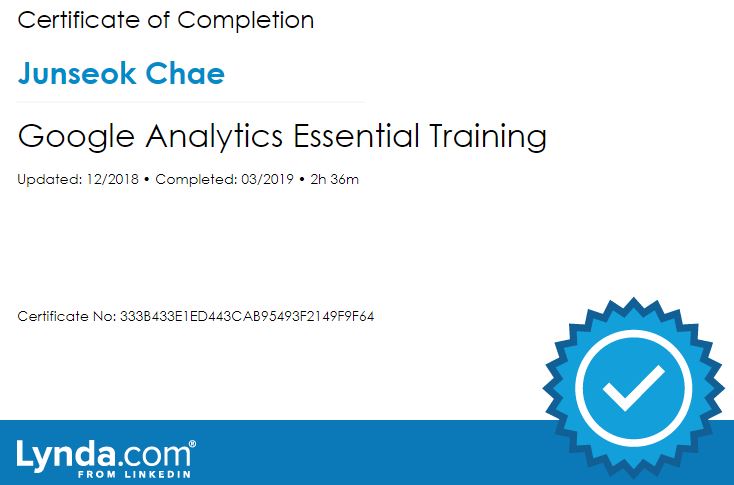 Certificate of Completion
Junseok Chae
Google Analytics Essential Training
Updated: 12/2018 • Completed: 03/2019 • 2h 36m
Certificate No: 333B433E1ED443CAB95493F2149F9F64
Lynda.com®
FROM LINKEDIN